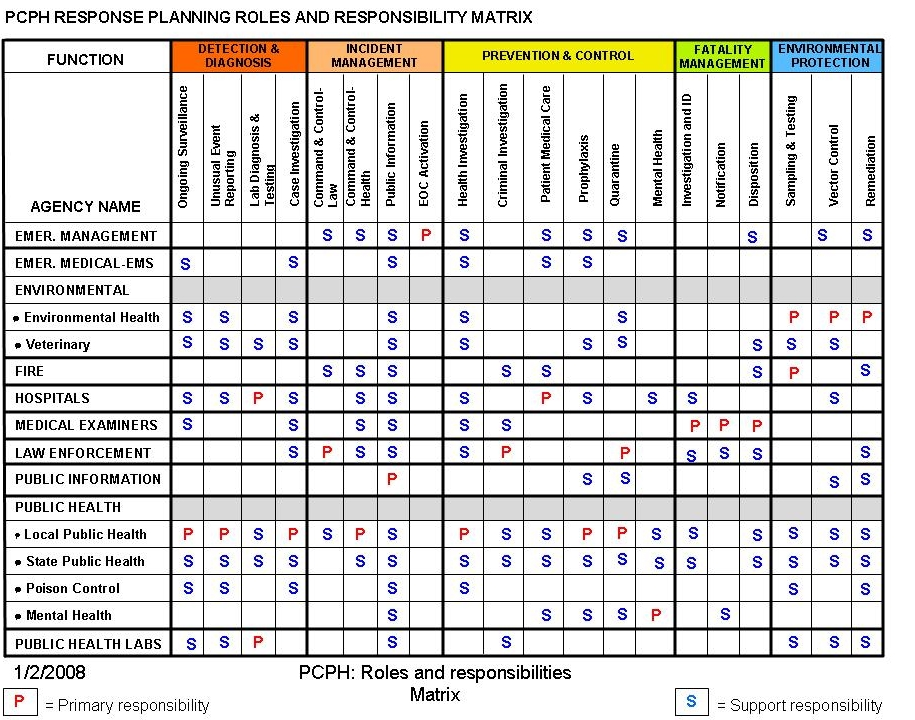 PCPH RESPONSE PLANNING ROLES AND RESPONSIBILITY MATRIX
FUNCTION
DETECTION &
DIAGNOSIS
INCIDENT
MANAGEMENT
PREVENTION & CONTROL
FATALITY
MANAGEMENT
ENVIRONMENTAL
PROTECTION
AGENCY NAME
Ongoing Surveillance
Unusual Event
Reporting
Lab Diagnosis &
Testing
Case Investigation
Command & Control-
Law
Command & Control-
Health
Public Information
EOC Activation
Health Investigation
Criminal Investigation
Patient Medical Care
Prophylaxis
Quarantine
Mental Health
Investigation and ID
Notification
Disposition
Sampling & Testing
Vector Control
Remediation
EMER. MANAGEMENT S S S P S S S S S S S
EMER. MEDICAL-EMS S S S S S S
ENVIRONMENTAL
• Environmental Health S S S S S S P P P
• Veterinary S S S S S S S S S S S
FIRE S S S S S S P S
HOSPITALS S S P S S S S P S S S S
MEDICAL EXAMINERS S S S S S S P P P
LAW ENFORCEMENT S P S S S P P S S S S
PUBLIC INFORMATION P S S S S
PUBLIC HEALTH
• Local Public Health P P S P S P S P S S P P S S S S S S
• State Public Health S S S S S S S S S S S S S S S S S
• Poison Control S S S S S S S
• Mental Health S S S S P S
PUBLIC HEALTH LABS S S P S S S S S
1/2/2008
PCPH: Roles and responsibilities
Matrix
P = Primary responsibility
S = Support responsibility